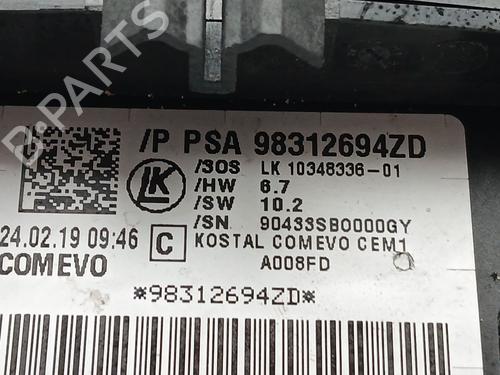 /P PSA 98312694ZD
/SOS LK 10348336-01
LK
/HW 6.7
/SW 10.2
/SN 90433SB0000GY
24.02.19 09:46 C KOSTAL COMEVO CEM1
COMEVO A008FD
*98312694ZD*
B-PARTS